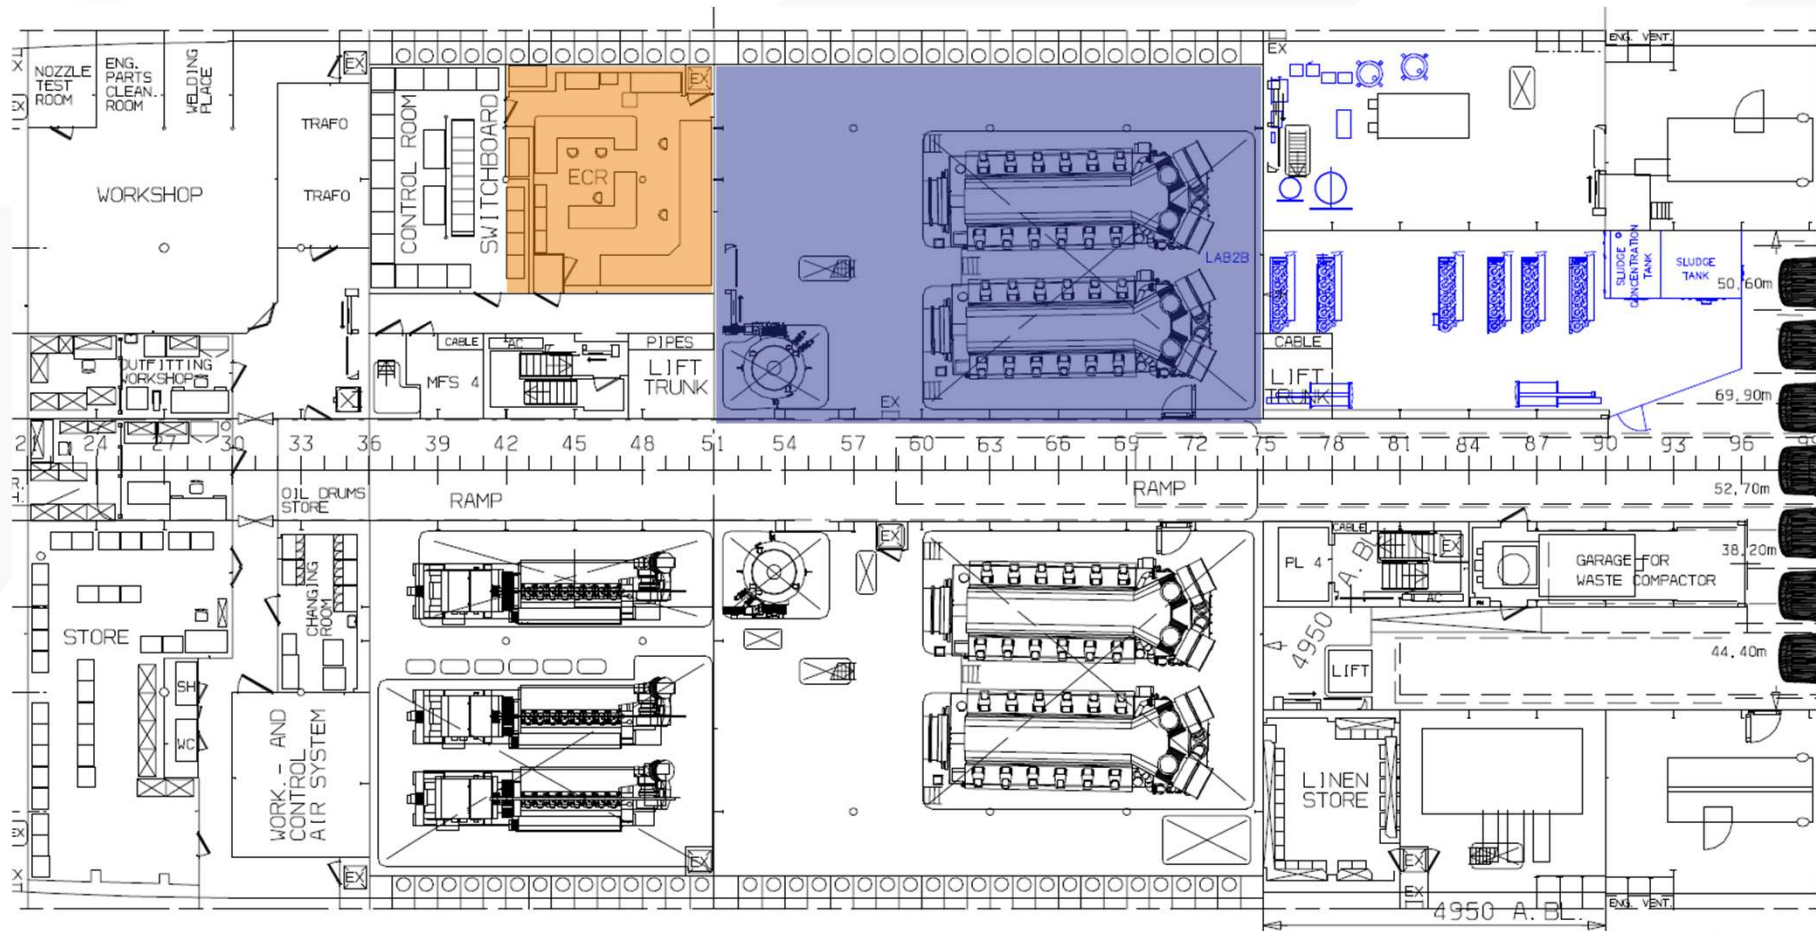 ENG. VENT.
EX
EX
EX
EX
NOZZLE
TEST
ROOM
ENG.
PARTS
CLEAN.
ROOM
WELDING
PLACE
EX
TRAFO
TRAFO
WORKSHOP
CONTROL ROOM
SWITCHBOARD
ECR
LAB2B
SLUDGE
CONCENTRATION
TANK
SLUDGE
TANK
50,60m
OUTFITTING
WORKSHOP
CABLE
AC
PIPES
MFS 4
LIFT
TRUNK
EX
CABLE
LIFT
TRUNK
69,90m
24 27 30 33 36 39 42 45 48 51 54 57 60 63 66 69 72 75 78 81 84 87 90 93 96
OIL DRUMS
STORE
RAMP
RAMP
52,70m
EX
CABLE
PL 4
A.BL
EX
AC
GARAGE FOR
WASTE COMPACTOR
38,20m
CHANGING
ROOM
STORE
4950
44,40m
LIFT
SH
WC
WORK.- AND
CONTROL
AIR SYSTEM
LINEN
STORE
EX
EX
EX
EX
EX
EX
ENG. VENT.
4950 A.BL.